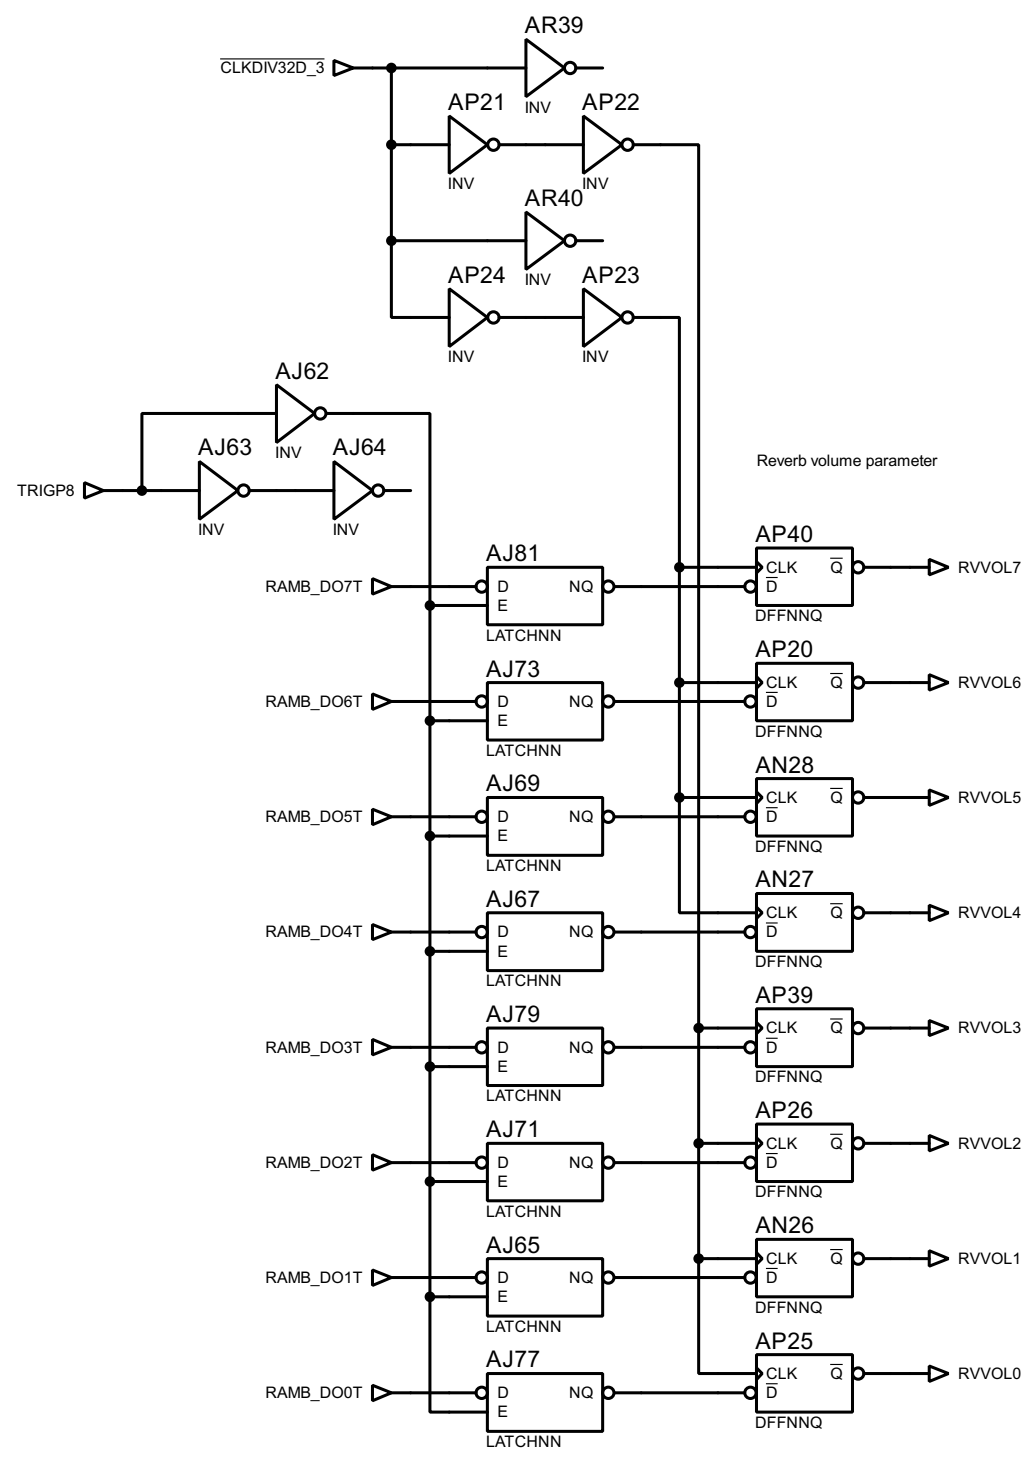 AR39
CLKDIV32D_3
INV
AP21
AP22
INV
INV
AR40
INV
AP24
AP23
INV
INV
AJ62
INV
AJ63
AJ64
TRIGP8
INV
INV
Reverb volume parameter
AJ81
AP40
RAMB_DO7T
D
NQ
E
LATCHNN
CLK
Q
D
DFFNNQ
RVVOL7
AJ73
AP20
RAMB_DO6T
D
NQ
E
LATCHNN
CLK
Q
D
DFFNNQ
RVVOL6
AJ69
AN28
RAMB_DO5T
D
NQ
E
LATCHNN
CLK
Q
D
DFFNNQ
RVVOL5
AJ67
AN27
RAMB_DO4T
D
NQ
E
LATCHNN
CLK
Q
D
DFFNNQ
RVVOL4
AJ79
AP39
RAMB_DO3T
D
NQ
E
LATCHNN
CLK
Q
D
DFFNNQ
RVVOL3
AJ71
AP26
RAMB_DO2T
D
NQ
E
LATCHNN
CLK
Q
D
DFFNNQ
RVVOL2
AJ65
AN26
RAMB_DO1T
D
NQ
E
LATCHNN
CLK
Q
D
DFFNNQ
RVVOL1
AJ77
AP25
RAMB_DO0T
D
NQ
E
LATCHNN
CLK
Q
D
DFFNNQ
RVVOL0